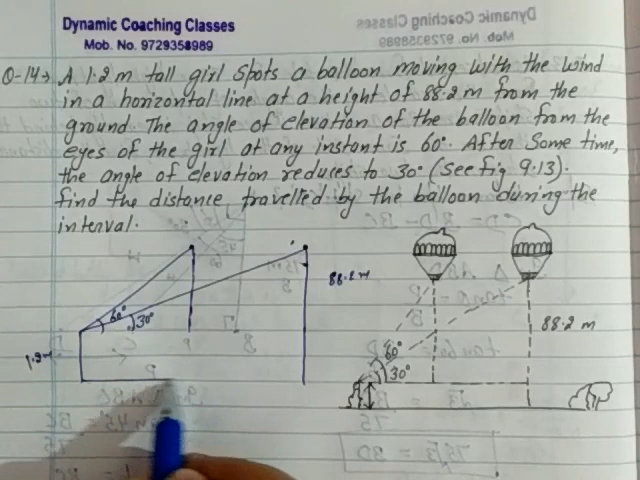 Dynamic Coaching Classes
Mob. No. 9729358989
Q-14→ A 1.2 m tall girl spots a balloon moving with the wind
in a horizontal line at a height of 88.2 m from the
ground The angle of elevation of the balloon from the
eyes of the girl at any instant is 60°. After some time,
the angle of elevation reduces to 30° (see fig 9.13).
find the distance travelled by the balloon during the
interval.
60°
30°
88.2 m
1.2m
60°
30°
88.2 m